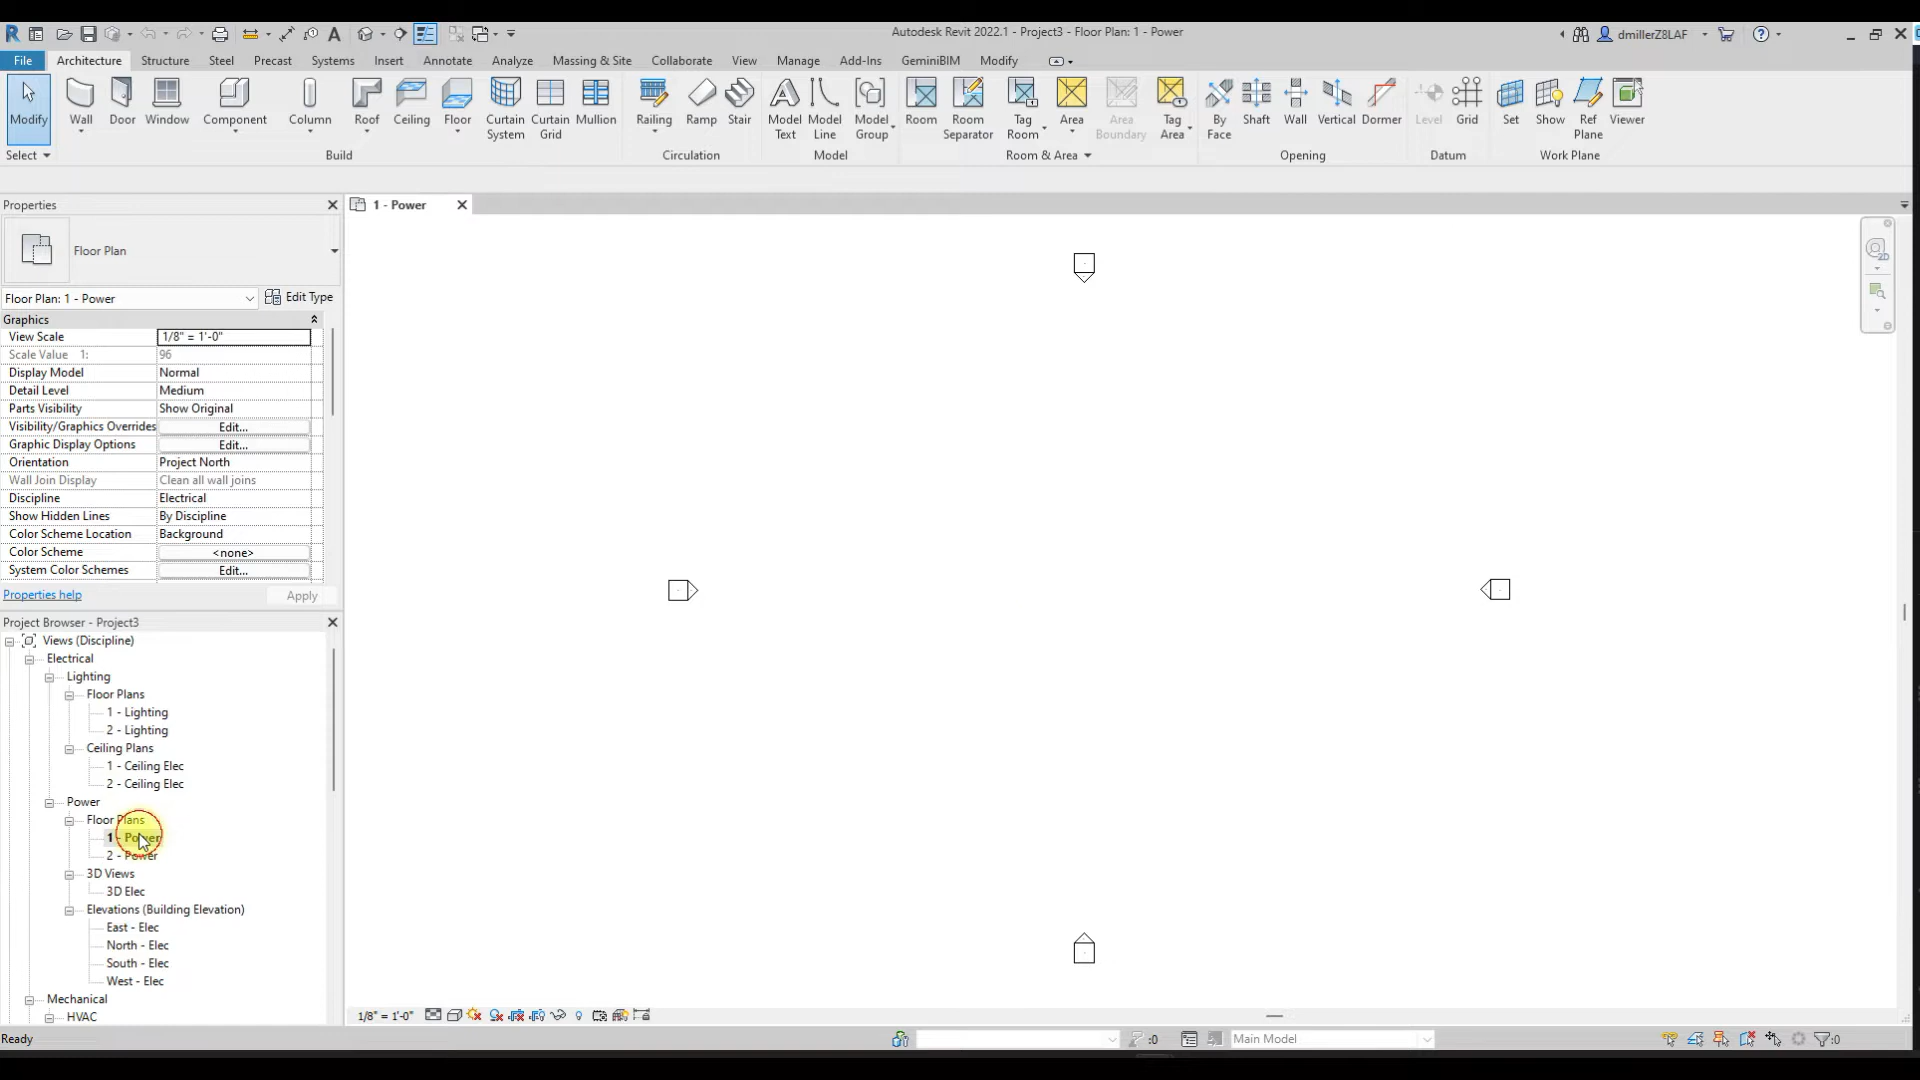 Autodesk Revit 2022.1 - Project3 - Floor Plan: 1 - Power
dmillerZ8LAF
File Architecture Structure Steel Precast Systems Insert Annotate Analyze Massing & Site Collaborate View Manage Add-Ins GeminiBIM Modify
Modify Wall Door Window Component Column Roof Ceiling Floor Curtain System Curtain Grid Mullion Railing Ramp Stair Model Text Model Line Model Group Room Room Separator Tag Room Area Area Boundary Tag Area By Face Shaft Wall Vertical Dormer Level Grid Set Show Ref Plane Viewer
Select Build Circulation Model Room & Area Opening Datum Work Plane
Properties
1 - Power
Floor Plan
Floor Plan: 1 - Power Edit Type
Graphics
View Scale 1/8" = 1'-0"
Scale Value 1: 96
Display Model Normal
Detail Level Medium
Parts Visibility Show Original
Visibility/Graphics Overrides Edit...
Graphic Display Options Edit...
Orientation Project North
Wall Join Display Clean all wall joins
Discipline Electrical
Show Hidden Lines By Discipline
Color Scheme Location Background
Color Scheme <none>
System Color Schemes Edit...
Properties help Apply
Project Browser - Project3
Views (Discipline)
Electrical
Lighting
Floor Plans
1 - Lighting
2 - Lighting
Ceiling Plans
1 - Ceiling Elec
2 - Ceiling Elec
Power
Floor Plans
1 - Power
2 - Power
3D Views
3D Elec
Elevations (Building Elevation)
East - Elec
North - Elec
South - Elec
West - Elec
Mechanical
HVAC
1/8" = 1'-0"
Ready
:0
Main Model
:0
2D